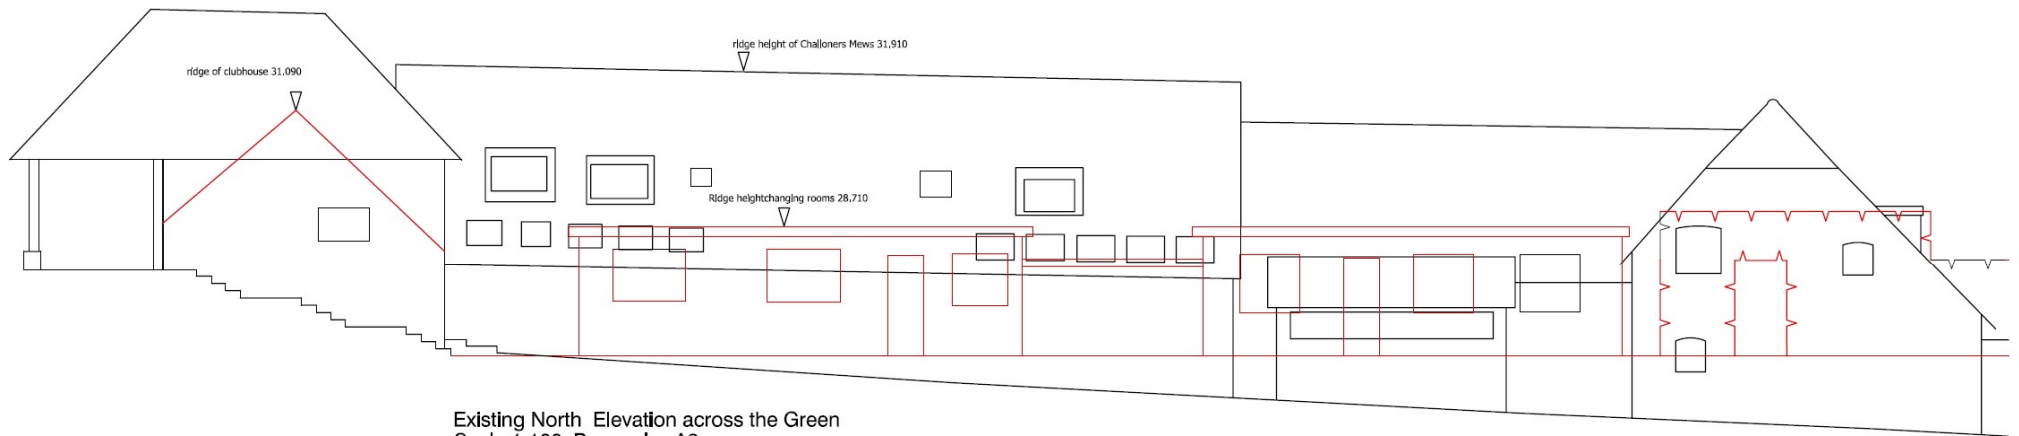 ridge height of Challoners Mews 31,910
ridge of clubhouse 31,090
Ridge heightchanging rooms 28,710
Existing North Elevation across the Green